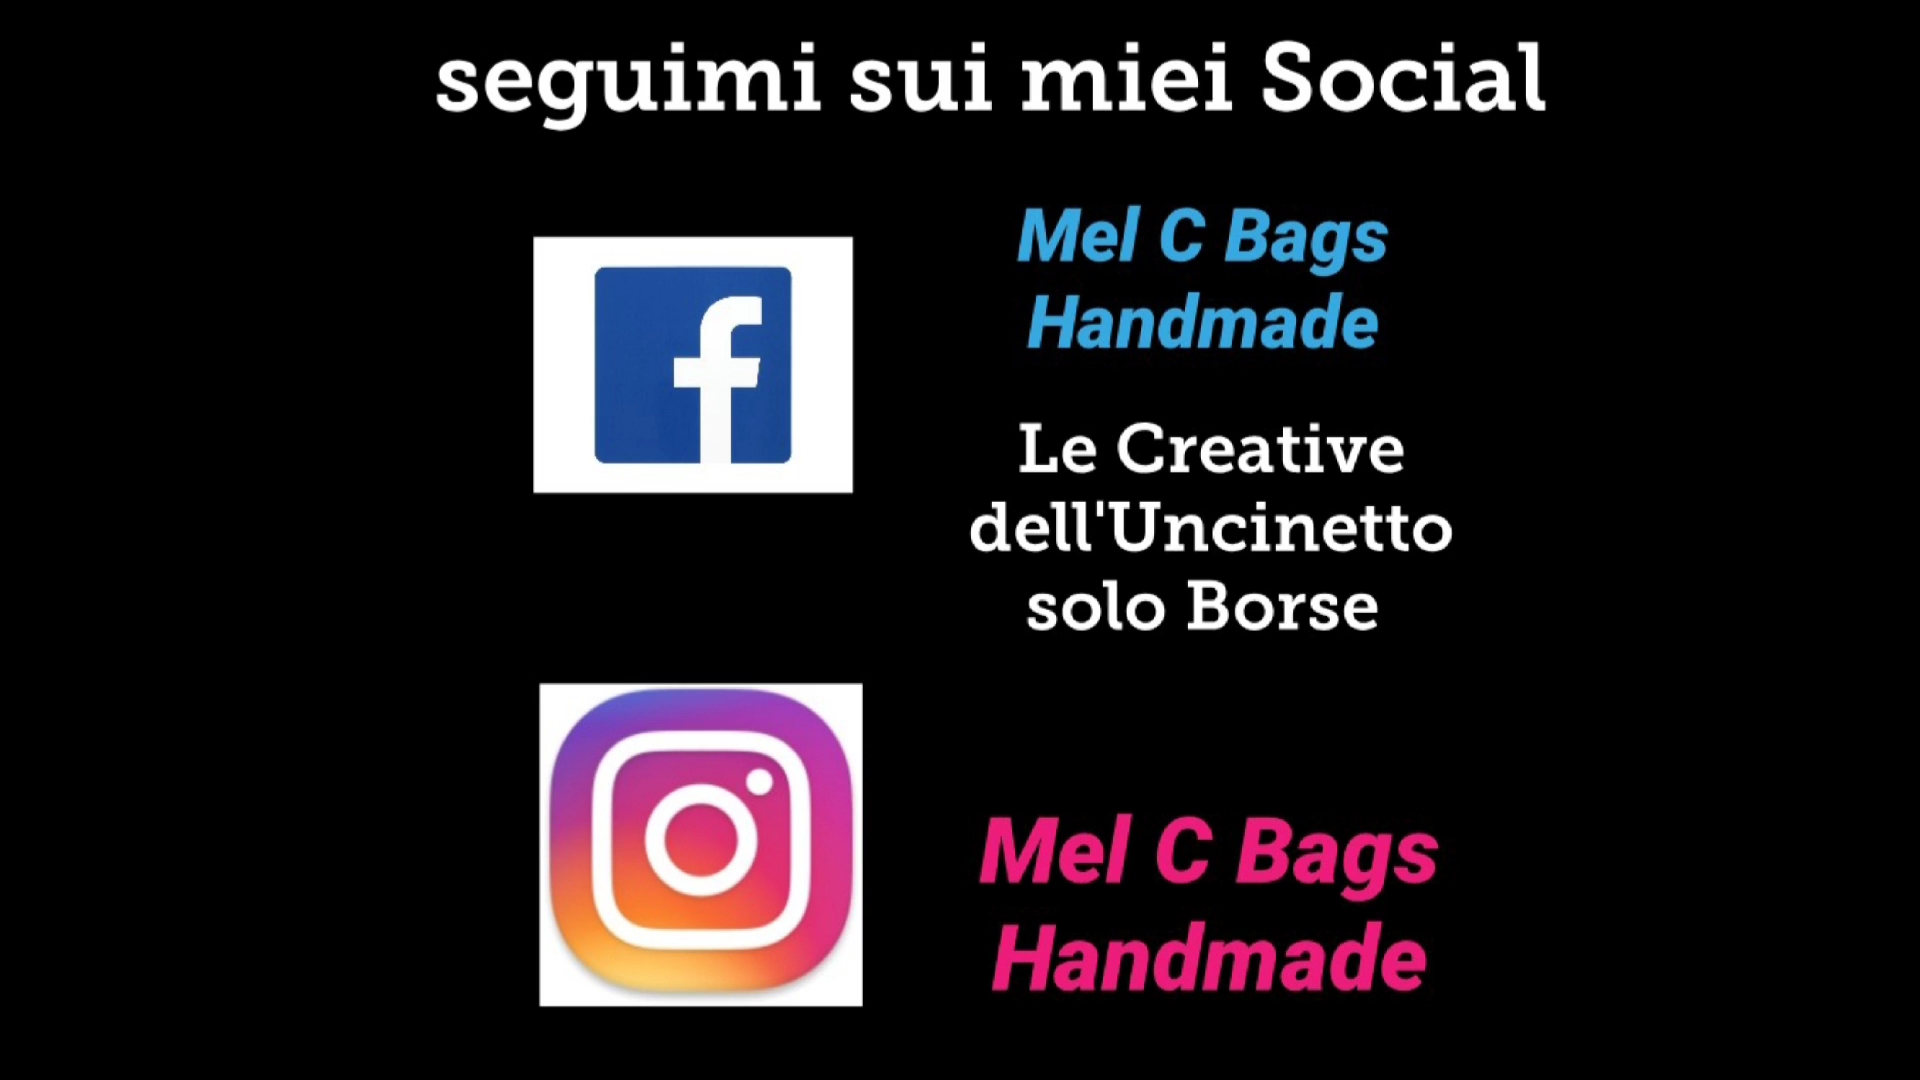 seguimi sui miei Social
Mel C Bags
Handmade
Le Creative
dell'Uncinetto
solo Borse
Mel C Bags
Handmade